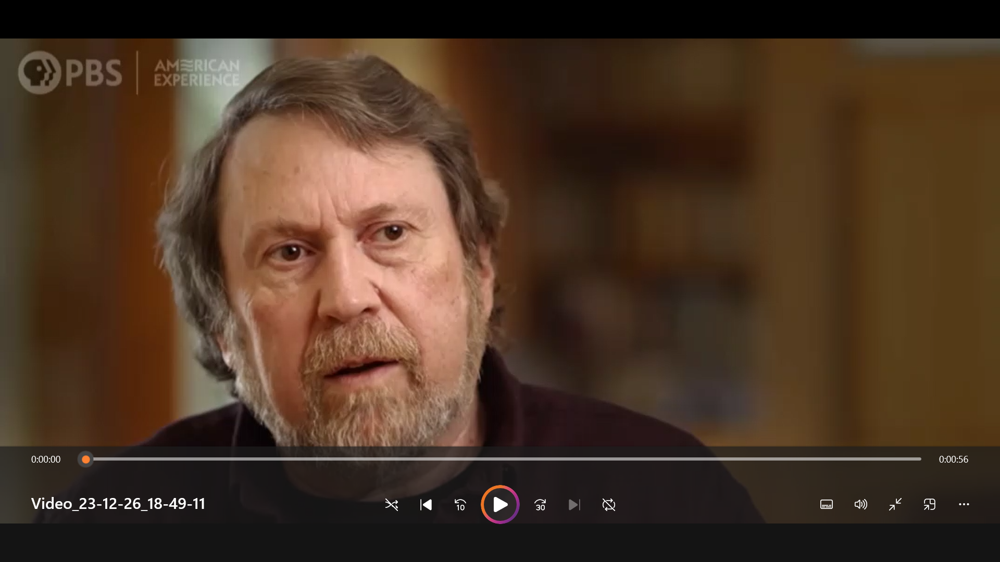 PBS
AMERICAN
EXPERIENCE
0:00:00
0:00:56
Video_23-12-26_18-49-11
10
30